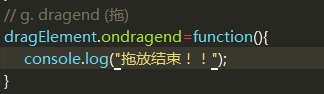 // g. dragend (拖)
dragElement.ondragend=function(){
console.log("拖放结束！！");
}